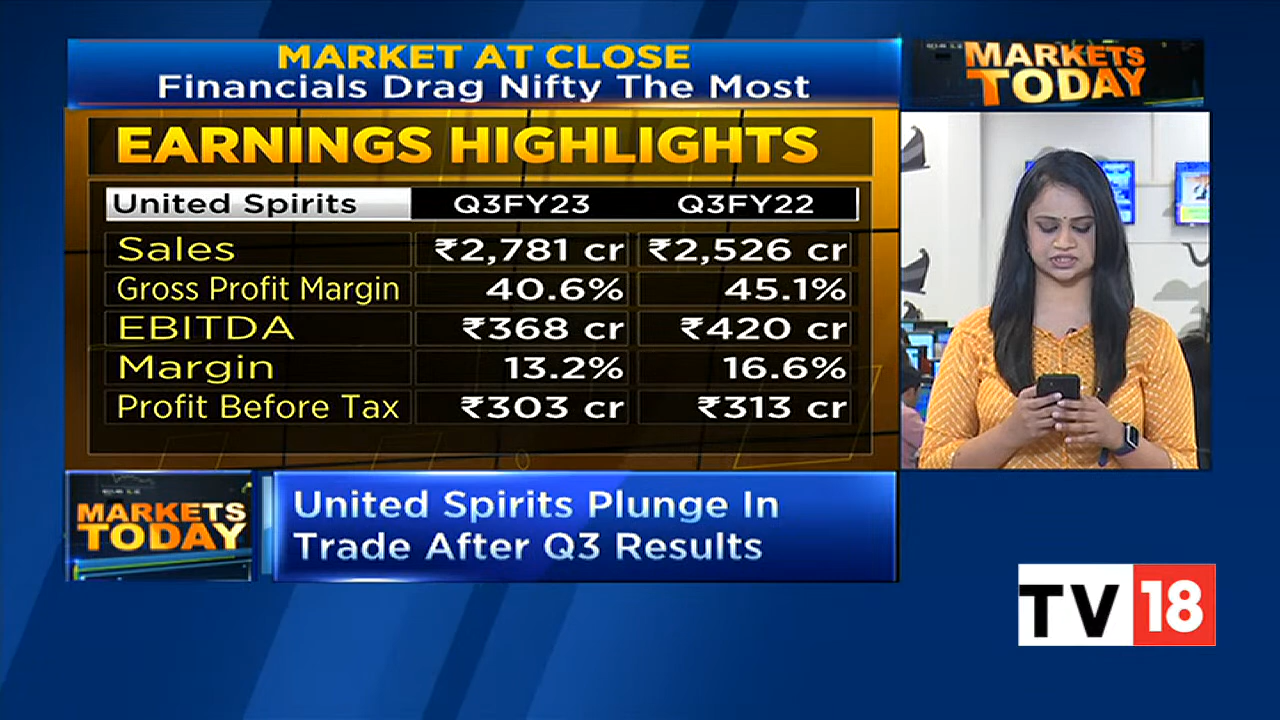 MARKET AT CLOSE
Financials Drag Nifty The Most
MARKETS
TODAY
EARNINGS HIGHLIGHTS
United Spirits Q3FY23 Q3FY22
Sales ₹2,781 cr ₹2,526 cr
Gross Profit Margin 40.6% 45.1%
EBITDA ₹368 cr ₹420 cr
Margin 13.2% 16.6%
Profit Before Tax ₹303 cr ₹313 cr
MARKETS
TODAY
United Spirits Plunge In
Trade After Q3 Results
TV 18